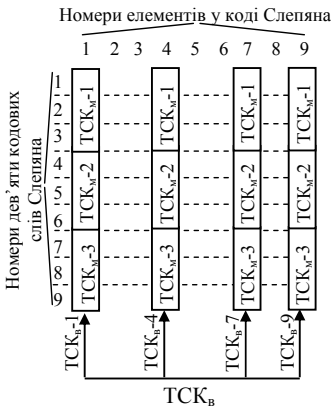 Номери елементів у коді Слепяна
1 2 3 4 5 6 7 8 9
Номери дев’яти кодових
слів Слепяна
1
2
3
4
5
6
7
8
9
ТСКм-1 ТСКм-1 ТСКм-1 ТСКм-1
ТСКм-2 ТСКм-2 ТСКм-2 ТСКм-2
ТСКм-3 ТСКм-3 ТСКм-3 ТСКм-3
ТСКв-1 ТСКв-4 ТСКв-7 ТСКв-9
ТСКв